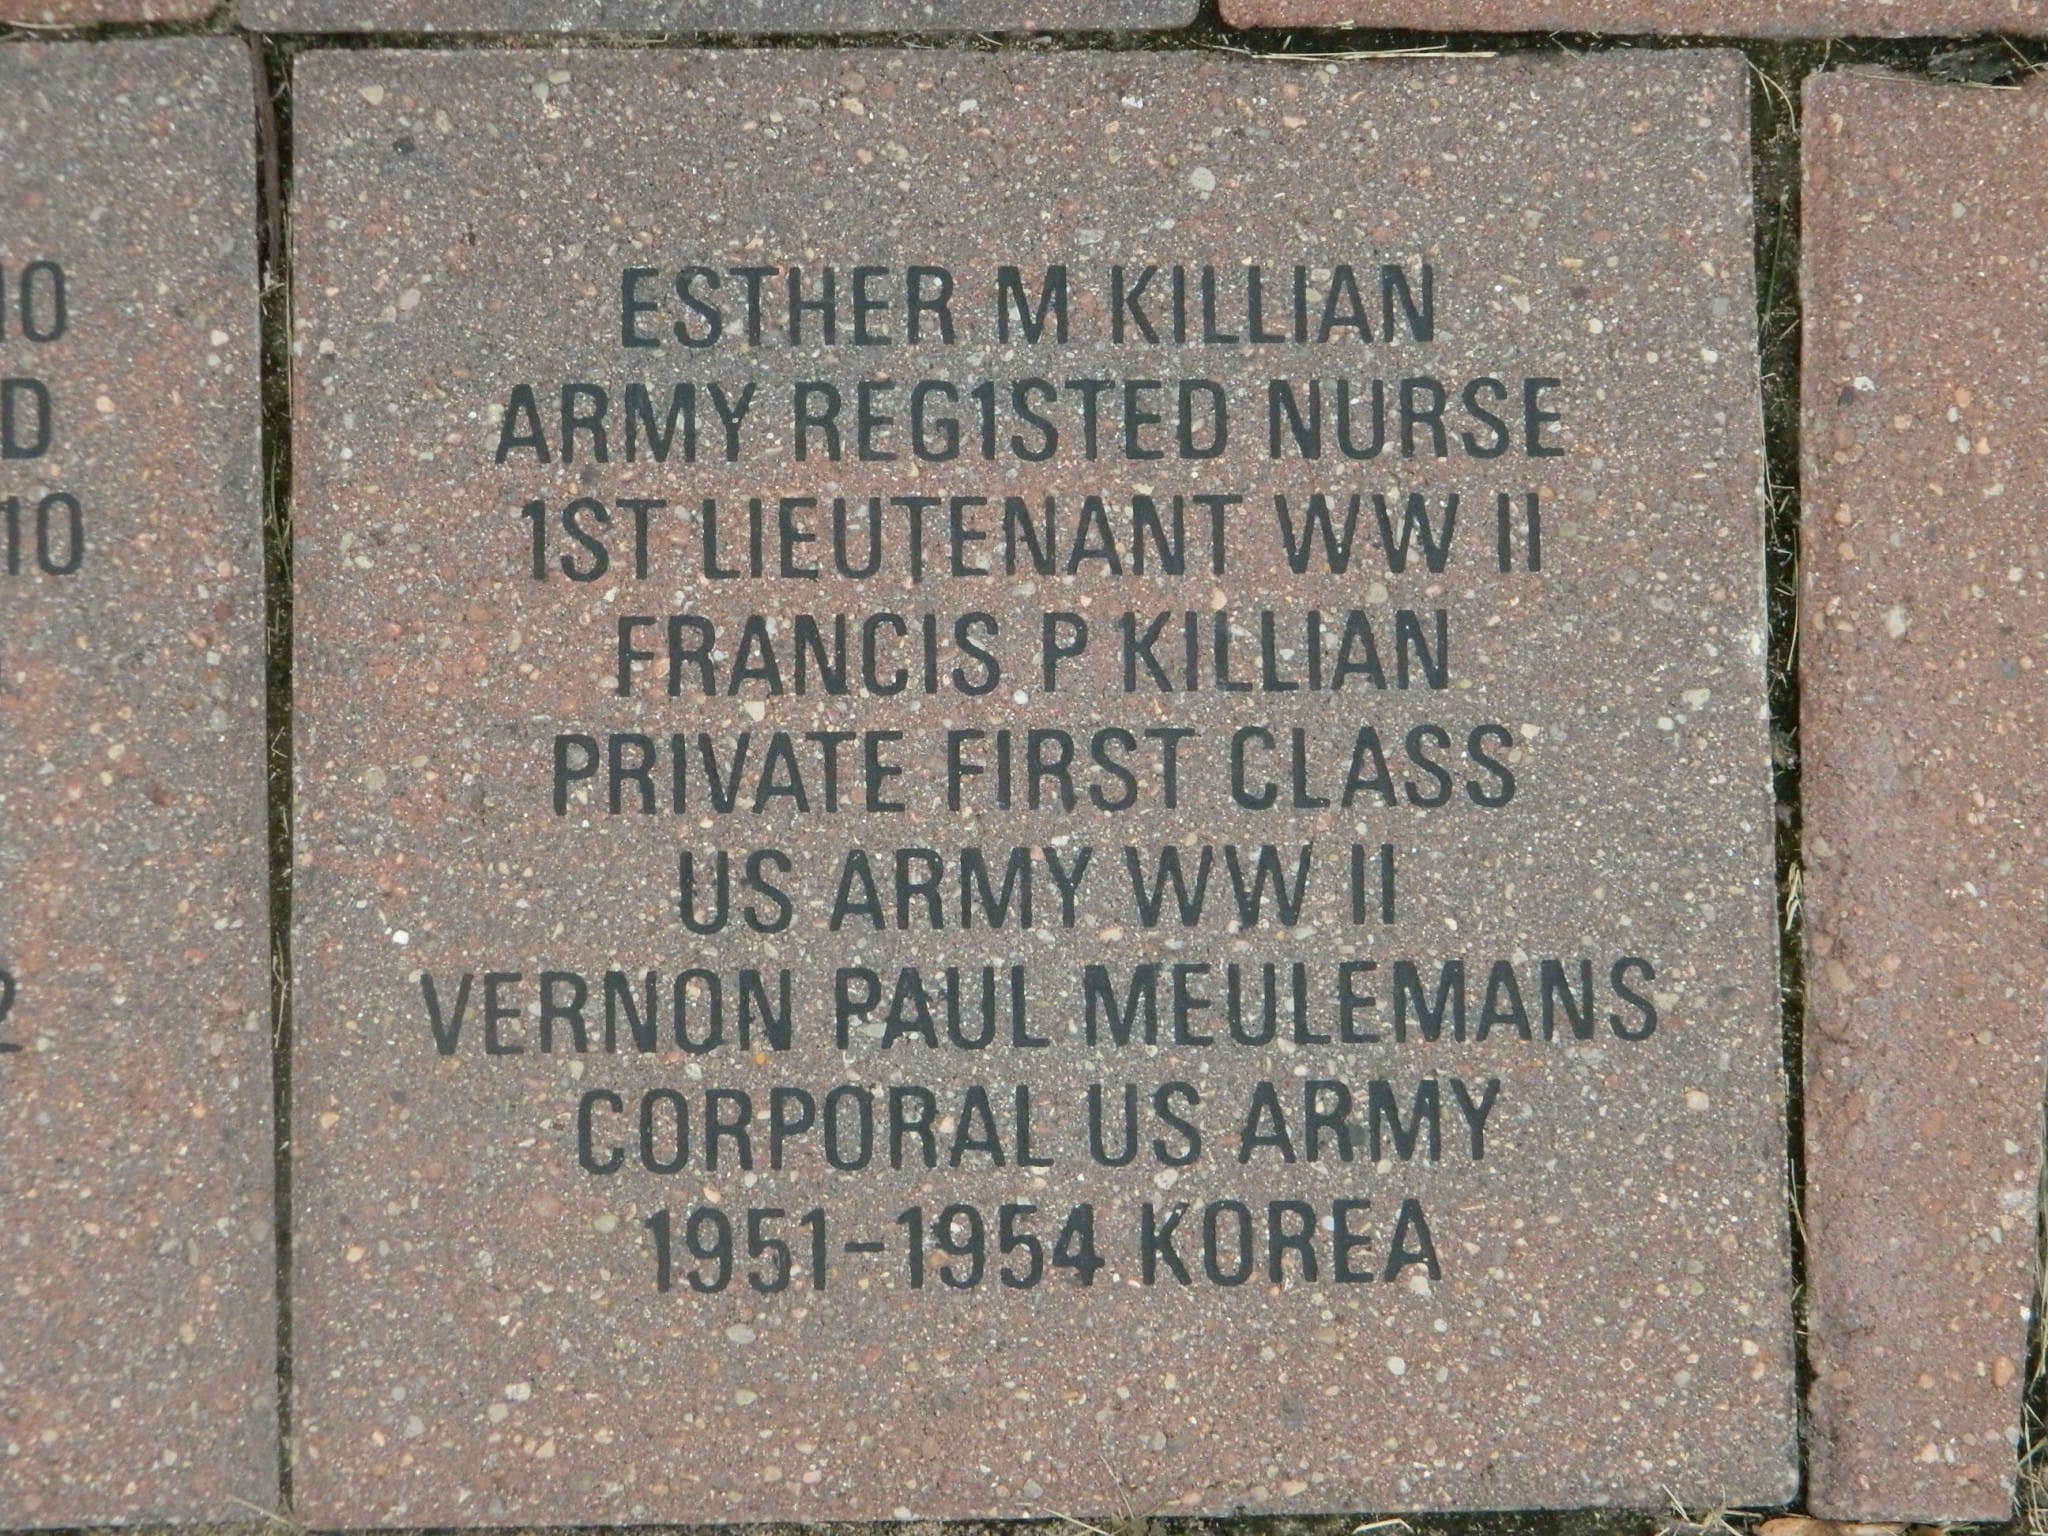 ESTHER M KILLIAN
ARMY REG1STED NURSE
1ST LIEUTENANT WW II
FRANCIS P KILLIAN
PRIVATE FIRST CLASS
US ARMY WW II
VERNON PAUL MEULEMANS
CORPORAL US ARMY
1951-1954 KOREA